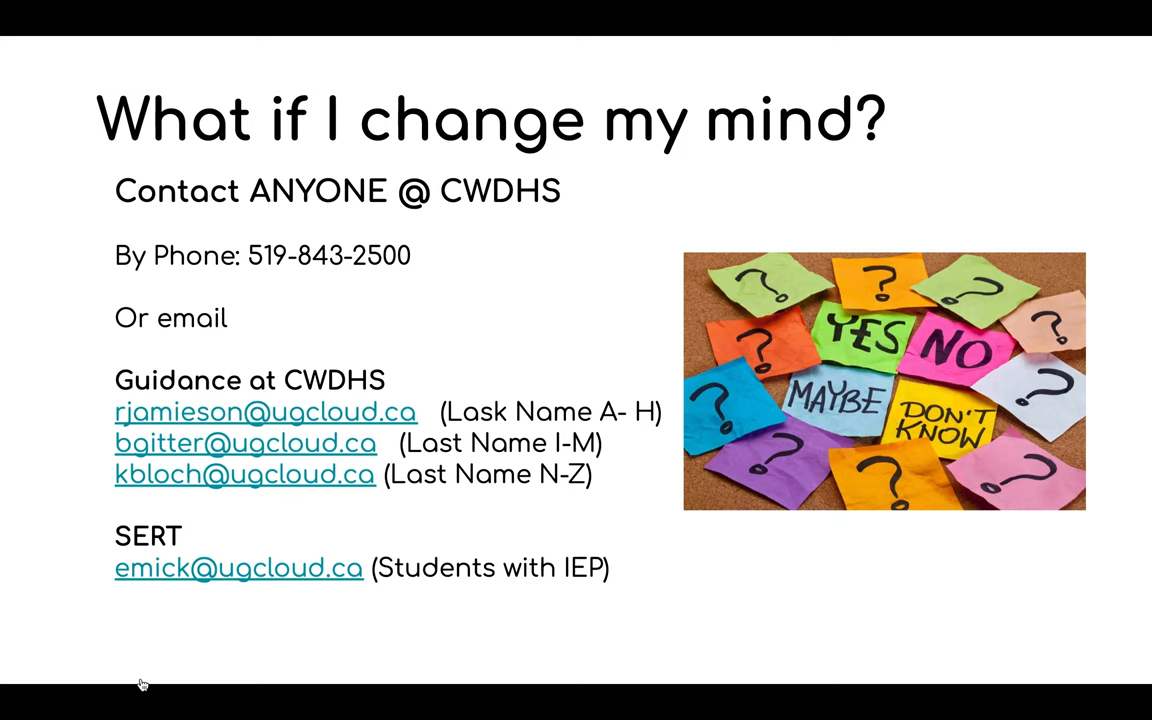 What if I change my mind?
Contact ANYONE @ CWDHS
By Phone: 519-843-2500
Or email
Guidance at CWDHS
rjamieson@ugcloud.ca (Lask Name A- H)
bgitter@ugcloud.ca (Last Name I-M)
kbloch@ugcloud.ca (Last Name N-Z)
SERT
emick@ugcloud.ca (Students with IEP)
? ? ?
? YES NO ?
? MAYBE DON'T KNOW ?
? ? ?